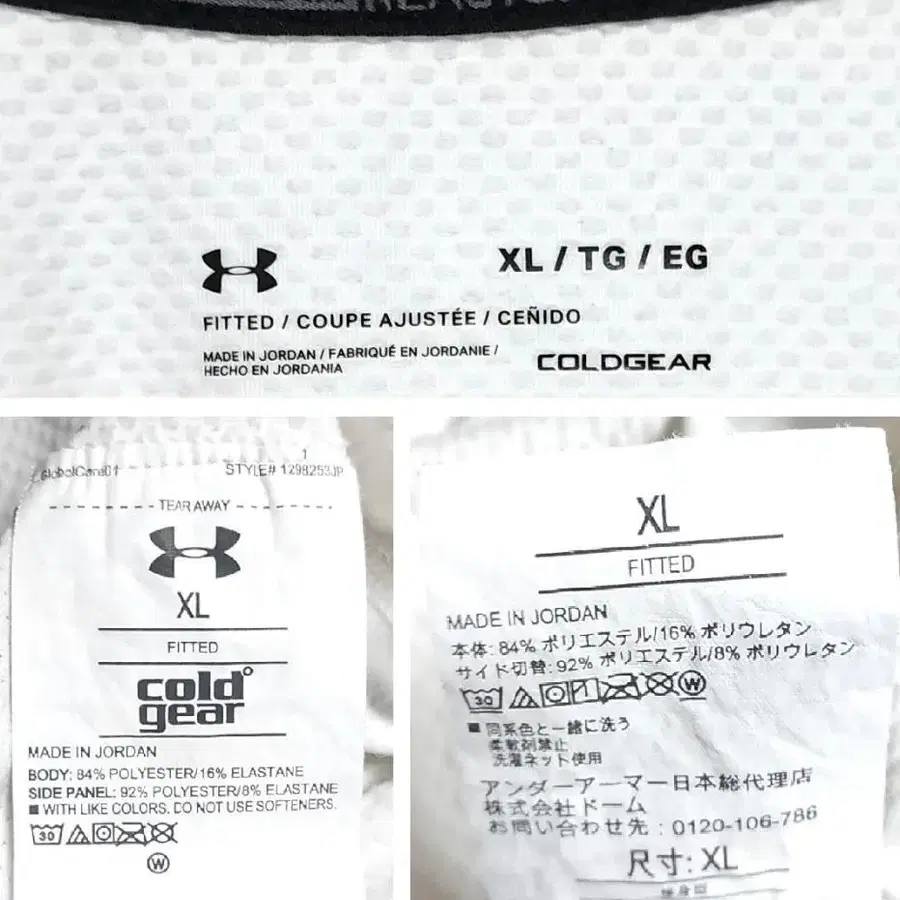 XL / TG / EG
FITTED / COUPE AJUSTÉE / CEÑIDO
MADE IN JORDAN / FABRIQUÉ EN JORDANIE /
HECHO EN JORDANIA
COLDGEAR
GlobalCare01
1
STYLE# 1298253JP
TEAR AWAY
XL
FITTED
cold°
gear
MADE IN JORDAN
BODY: 84% POLYESTER/16% ELASTANE
SIDE PANEL: 92% POLYESTER/8% ELASTANE
■ WITH LIKE COLORS. DO NOT USE SOFTENERS.
30
W
XL
FITTED
MADE IN JORDAN
本体: 84% ポリエステル/16% ポリウレタン
サイド切替: 92% ポリエステル/8% ポリウレタン
30 W
■ 同系色と一緒に洗う
柔軟剤禁止
洗濯ネット使用
アンダーアーマー日本総代理店
株式会社ドーム
お問い合わせ先 : 0120-106-786
尺寸: XL